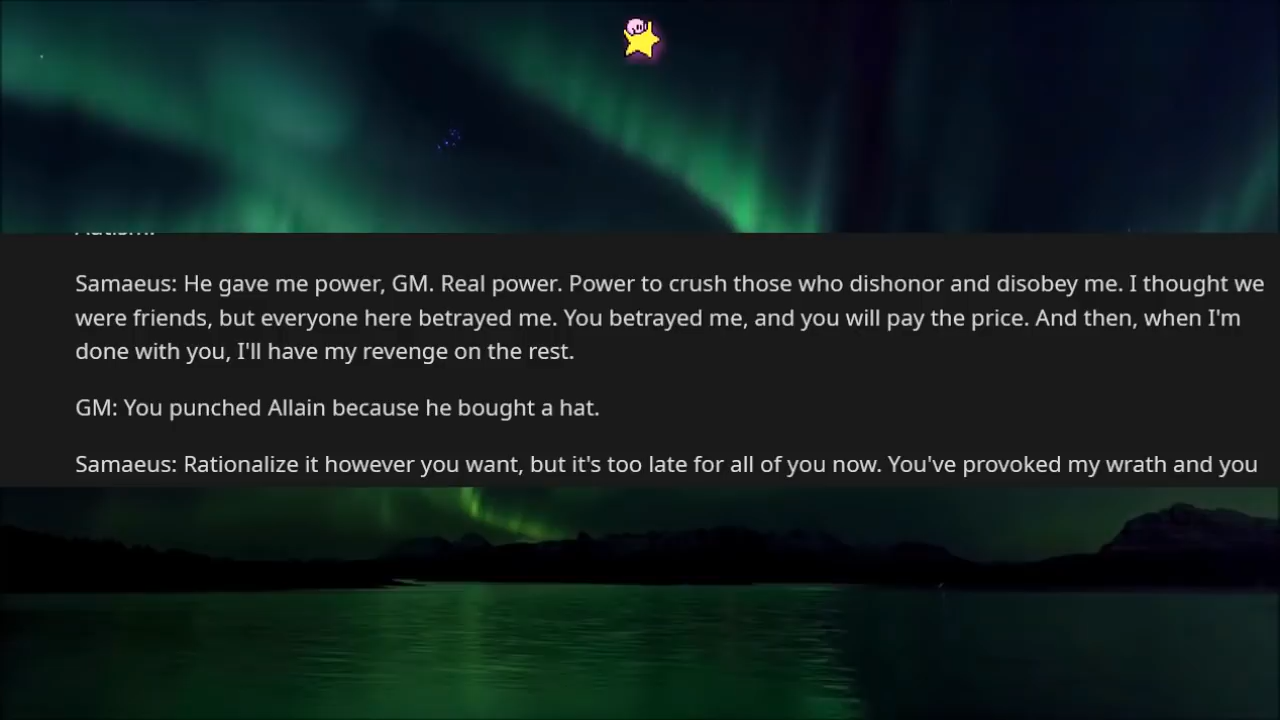 Samaeus: He gave me power, GM. Real power. Power to crush those who dishonor and disobey me. I thought we
were friends, but everyone here betrayed me. You betrayed me, and you will pay the price. And then, when I'm
done with you, I'll have my revenge on the rest.
GM: You punched Allain because he bought a hat.
Samaeus: Rationalize it however you want, but it's too late for all of you now. You've provoked my wrath and you